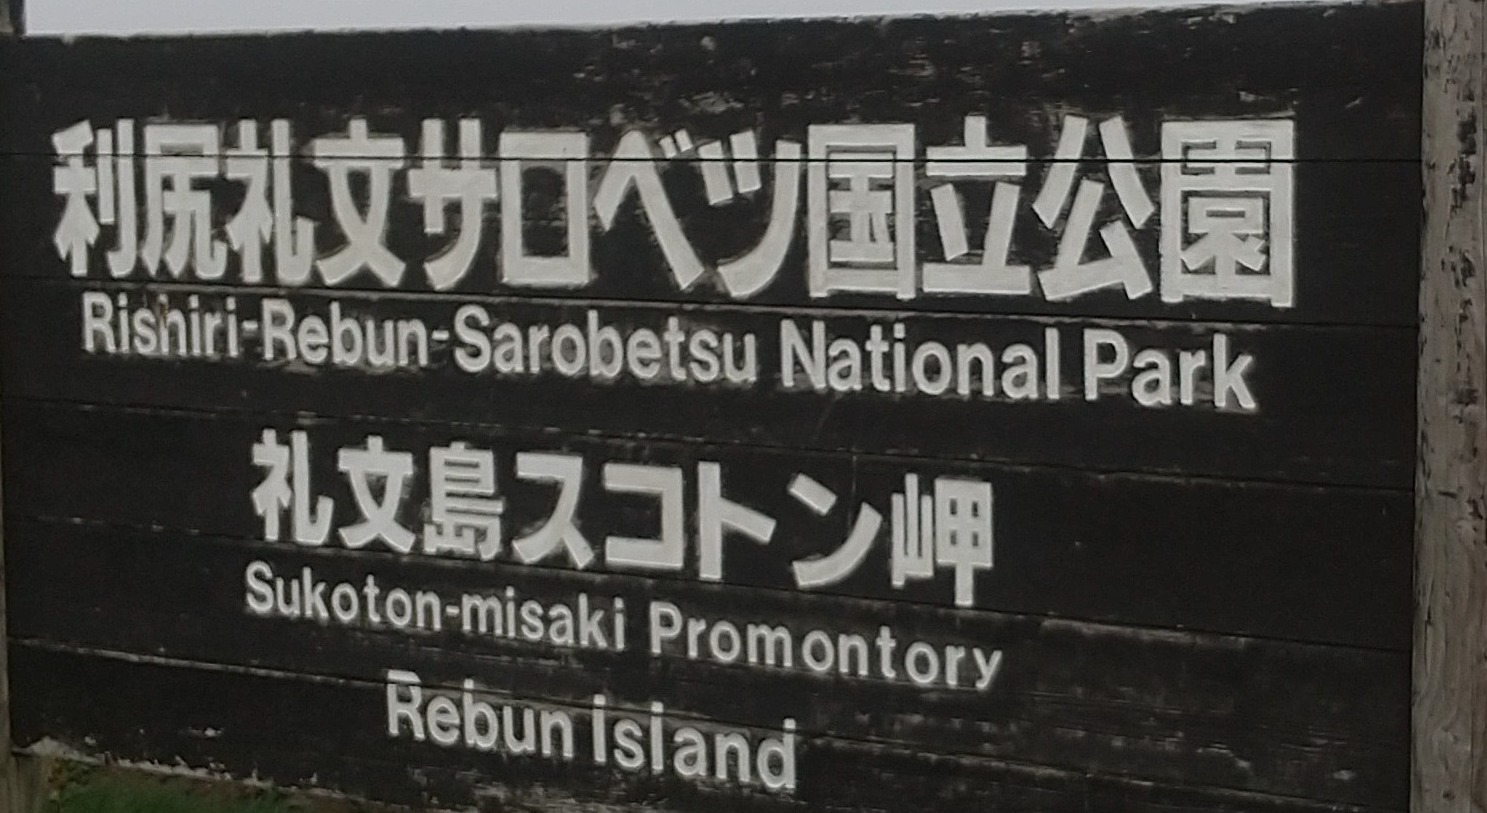 利尻礼文サロベツ国立公園
Rishiri-Rebun-Sarobetsu National Park
礼文島スコトン岬
Sukoton-misaki Promontory
Rebun Island